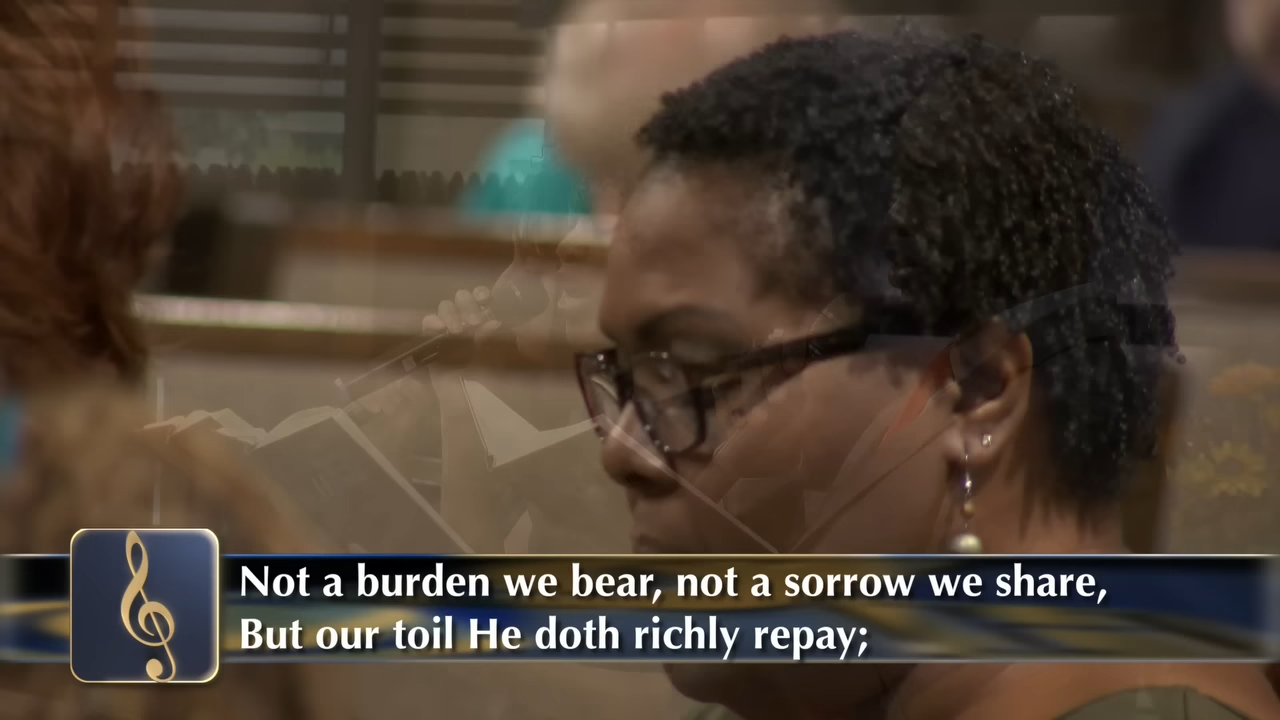 Not a burden we bear, not a sorrow we share,
But our toil He doth richly repay;